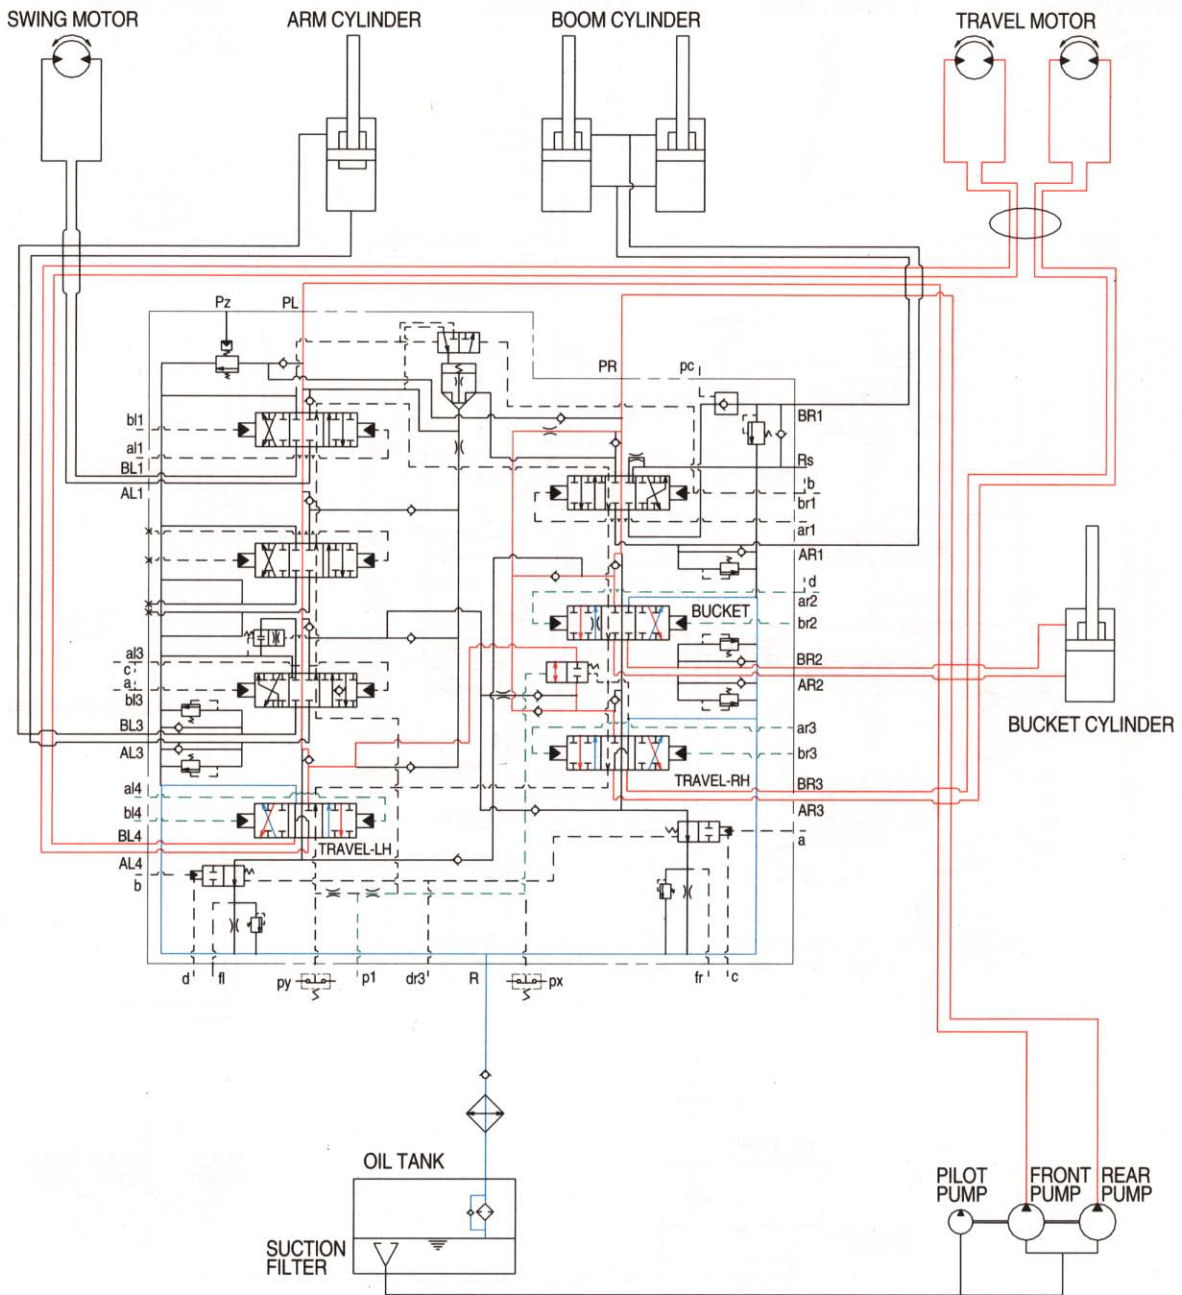 SWING MOTOR
ARM CYLINDER
BOOM CYLINDER
TRAVEL MOTOR
Pz
PL
PR
pc
bl1
al1
BL1
AL1
BR1
Rs
b
br1
ar1
AR1
d
ar2
BUCKET
br2
BR2
AR2
BUCKET CYLINDER
al3
c
a
bl3
BL3
AL3
ar3
br3
TRAVEL-RH
BR3
AR3
al4
bl4
BL4
TRAVEL-LH
AL4
b
a
d
fl
py
p1
dr3
R
px
fr
c
OIL TANK
SUCTION
FILTER
PILOT
PUMP
FRONT
PUMP
REAR
PUMP